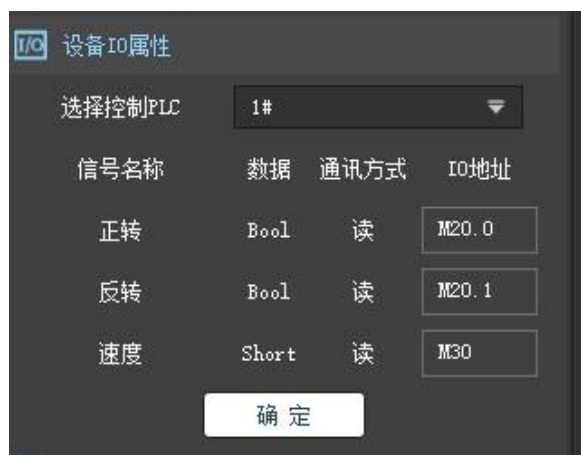 I/O 设备IO属性
选择控制PLC 1#
信号名称 数据 通讯方式 IO地址
正转 Bool 读 M20.0
反转 Bool 读 M20.1
速度 Short 读 M30
确定